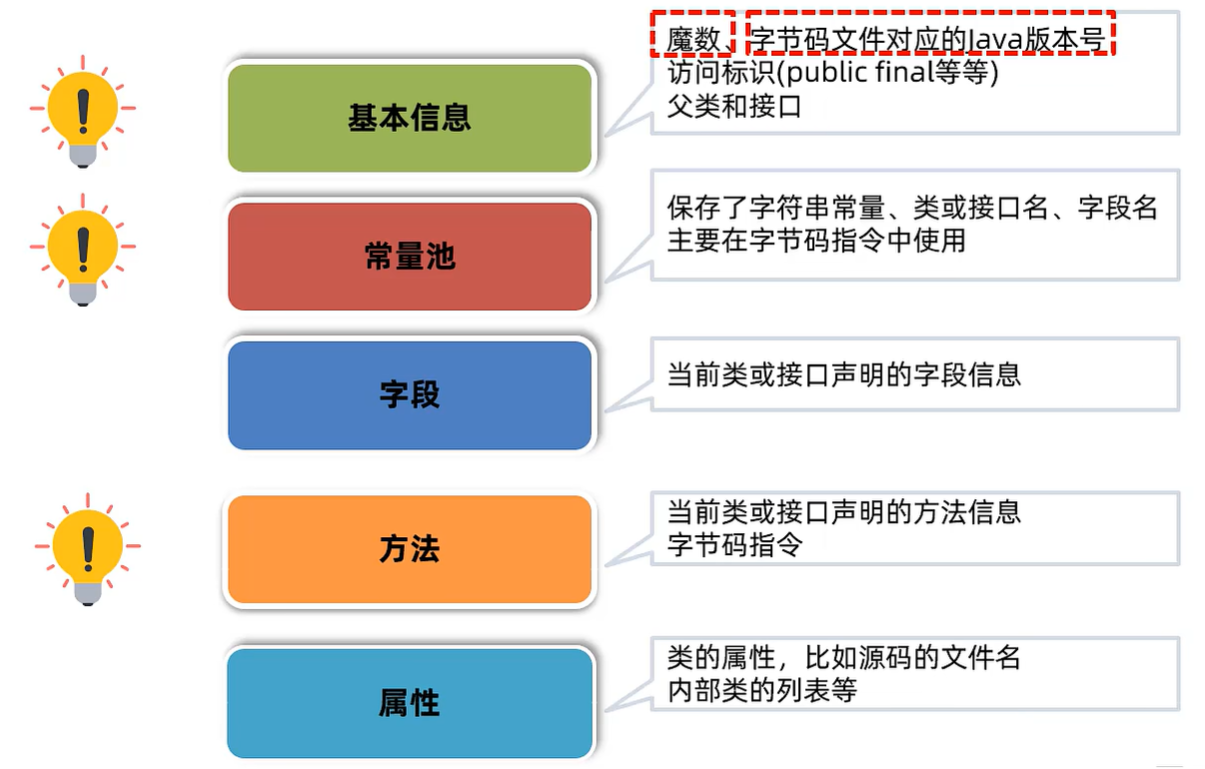 基本信息
魔数、字节码文件对应的Java版本号
访问标识(public final等等)
父类和接口
常量池
保存了字符串常量、类或接口名、字段名
主要在字节码指令中使用
字段
当前类或接口声明的字段信息
方法
当前类或接口声明的方法信息
字节码指令
属性
类的属性，比如源码的文件名
内部类的列表等